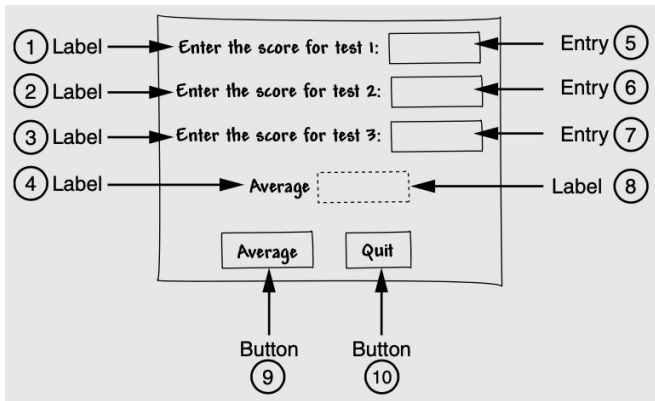 1 Label Enter the score for test 1: Entry 5
2 Label Enter the score for test 2: Entry 6
3 Label Enter the score for test 3: Entry 7
4 Label Average Label 8
Average Quit
Button Button
9 10